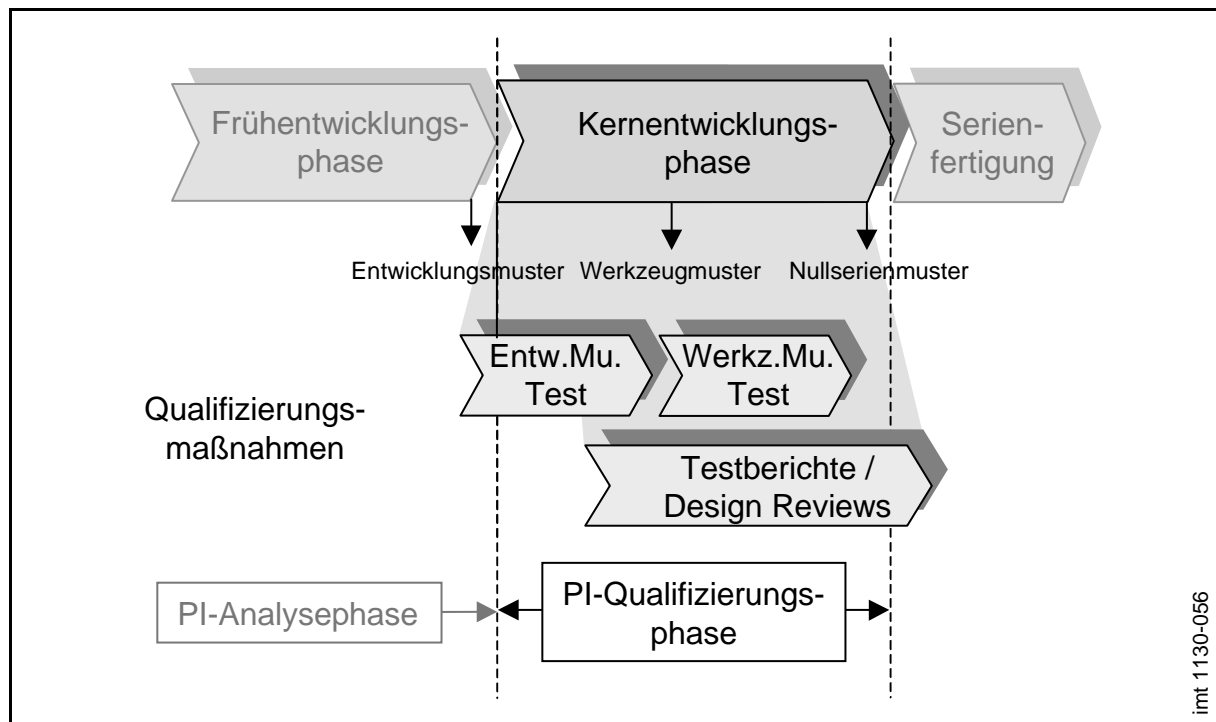 Frühentwicklungs-
phase
Kernentwicklungs-
phase
Serien-
fertigung
Entwicklungsmuster
Werkzeugmuster
Nullserienmuster
Entw.Mu.
Test
Werkz.Mu.
Test
Qualifizierungs-
maßnahmen
Testberichte /
Design Reviews
PI-Analysephase
PI-Qualifizierungs-
phase
imt 1130-056